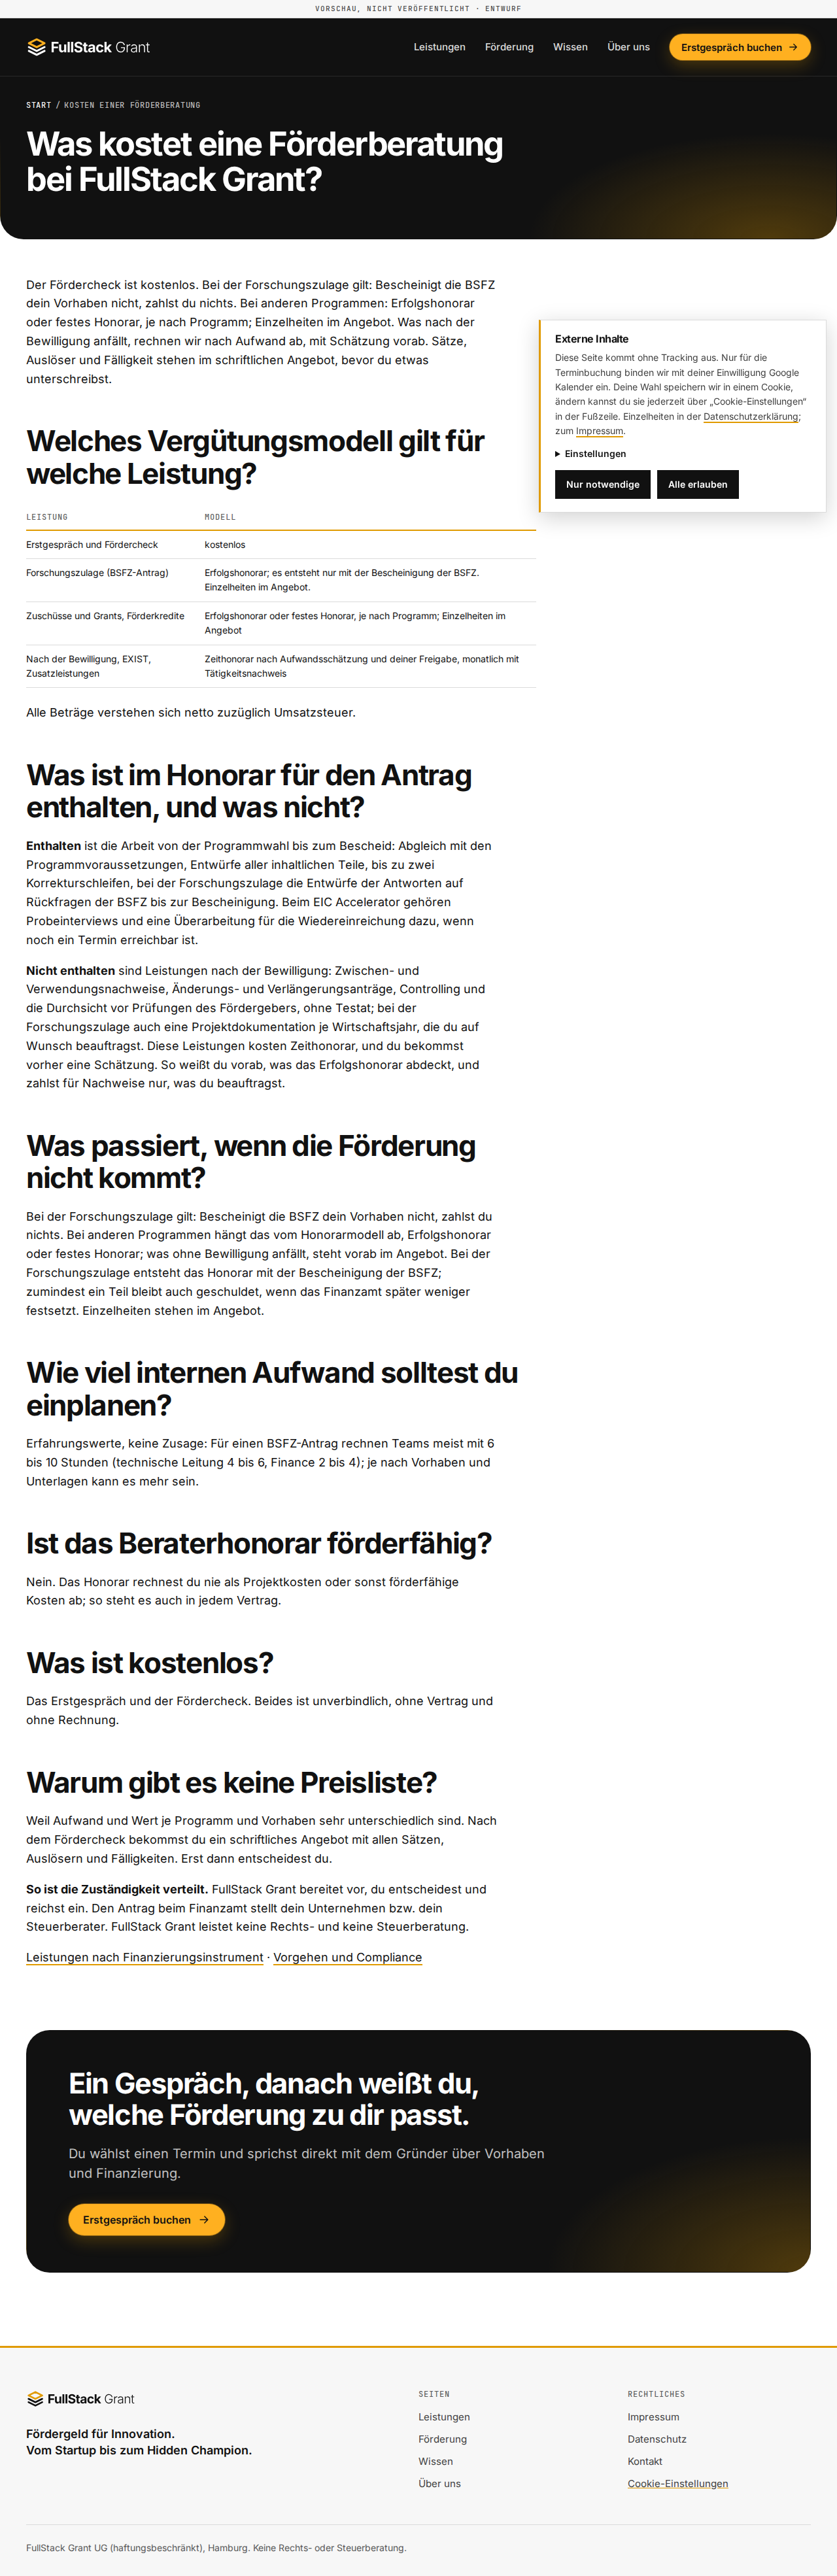 VORSCHAU, NICHT VERÖFFENTLICHT · ENTWURF
FullStack Grant
Leistungen Förderung Wissen Über uns Erstgespräch buchen →
START / KOSTEN EINER FÖRDERBERATUNG
Was kostet eine Förderberatung
bei FullStack Grant?
Der Fördercheck ist kostenlos. Bei der Forschungszulage gilt: Bescheinigt die BSFZ
dein Vorhaben nicht, zahlst du nichts. Bei anderen Programmen: Erfolgshonorar
oder festes Honorar, je nach Programm; Einzelheiten im Angebot. Was nach der
Bewilligung anfällt, rechnen wir nach Aufwand ab, mit Schätzung vorab. Sätze,
Auslöser und Fälligkeit stehen im schriftlichen Angebot, bevor du etwas
unterschreibst.
Externe Inhalte
Diese Seite kommt ohne Tracking aus. Nur für die
Terminbuchung binden wir mit deiner Einwilligung Google
Kalender ein. Deine Wahl speichern wir in einem Cookie,
ändern kannst du sie jederzeit über „Cookie-Einstellungen“
in der Fußzeile. Einzelheiten in der Datenschutzerklärung;
zum Impressum.
▶ Einstellungen
Nur notwendige Alle erlauben
Welches Vergütungsmodell gilt für
welche Leistung?
LEISTUNG MODELL
Erstgespräch und Fördercheck kostenlos
Forschungszulage (BSFZ-Antrag) Erfolgshonorar; es entsteht nur mit der Bescheinigung der BSFZ.
Einzelheiten im Angebot.
Zuschüsse und Grants, Förderkredite Erfolgshonorar oder festes Honorar, je nach Programm; Einzelheiten im
Angebot
Nach der Bewilligung, EXIST, Zeithonorar nach Aufwandsschätzung und deiner Freigabe, monatlich mit
Zusatzleistungen Tätigkeitsnachweis
Alle Beträge verstehen sich netto zuzüglich Umsatzsteuer.
Was ist im Honorar für den Antrag
enthalten, und was nicht?
Enthalten ist die Arbeit von der Programmwahl bis zum Bescheid: Abgleich mit den
Programmvoraussetzungen, Entwürfe aller inhaltlichen Teile, bis zu zwei
Korrekturschleifen, bei der Forschungszulage die Entwürfe der Antworten auf
Rückfragen der BSFZ bis zur Bescheinigung. Beim EIC Accelerator gehören
Probeinterviews und eine Überarbeitung für die Wiedereinreichung dazu, wenn
noch ein Termin erreichbar ist.
Nicht enthalten sind Leistungen nach der Bewilligung: Zwischen- und
Verwendungsnachweise, Änderungs- und Verlängerungsanträge, Controlling und
die Durchsicht vor Prüfungen des Fördergebers, ohne Testat; bei der
Forschungszulage auch eine Projektdokumentation je Wirtschaftsjahr, die du auf
Wunsch beauftragst. Diese Leistungen kosten Zeithonorar, und du bekommst
vorher eine Schätzung. So weißt du vorab, was das Erfolgshonorar abdeckt, und
zahlst für Nachweise nur, was du beauftragst.
Was passiert, wenn die Förderung
nicht kommt?
Bei der Forschungszulage gilt: Bescheinigt die BSFZ dein Vorhaben nicht, zahlst du
nichts. Bei anderen Programmen hängt das vom Honorarmodell ab, Erfolgshonorar
oder festes Honorar; was ohne Bewilligung anfällt, steht vorab im Angebot. Bei der
Forschungszulage entsteht das Honorar mit der Bescheinigung der BSFZ;
zumindest ein Teil bleibt auch geschuldet, wenn das Finanzamt später weniger
festsetzt. Einzelheiten stehen im Angebot.
Wie viel internen Aufwand solltest du
einplanen?
Erfahrungswerte, keine Zusage: Für einen BSFZ-Antrag rechnen Teams meist mit 6
bis 10 Stunden (technische Leitung 4 bis 6, Finance 2 bis 4); je nach Vorhaben und
Unterlagen kann es mehr sein.
Ist das Beraterhonorar förderfähig?
Nein. Das Honorar rechnest du nie als Projektkosten oder sonst förderfähige
Kosten ab; so steht es auch in jedem Vertrag.
Was ist kostenlos?
Das Erstgespräch und der Fördercheck. Beides ist unverbindlich, ohne Vertrag und
ohne Rechnung.
Warum gibt es keine Preisliste?
Weil Aufwand und Wert je Programm und Vorhaben sehr unterschiedlich sind. Nach
dem Fördercheck bekommst du ein schriftliches Angebot mit allen Sätzen,
Auslösern und Fälligkeiten. Erst dann entscheidest du.
So ist die Zuständigkeit verteilt. FullStack Grant bereitet vor, du entscheidest und
reichst ein. Den Antrag beim Finanzamt stellt dein Unternehmen bzw. dein
Steuerberater. FullStack Grant leistet keine Rechts- und keine Steuerberatung.
Leistungen nach Finanzierungsinstrument · Vorgehen und Compliance
Ein Gespräch, danach weißt du,
welche Förderung zu dir passt.
Du wählst einen Termin und sprichst direkt mit dem Gründer über Vorhaben
und Finanzierung.
Erstgespräch buchen →
FullStack Grant
Fördergeld für Innovation.
Vom Startup bis zum Hidden Champion.
SEITEN
Leistungen
Förderung
Wissen
Über uns
RECHTLICHES
Impressum
Datenschutz
Kontakt
Cookie-Einstellungen
FullStack Grant UG (haftungsbeschränkt), Hamburg. Keine Rechts- oder Steuerberatung.